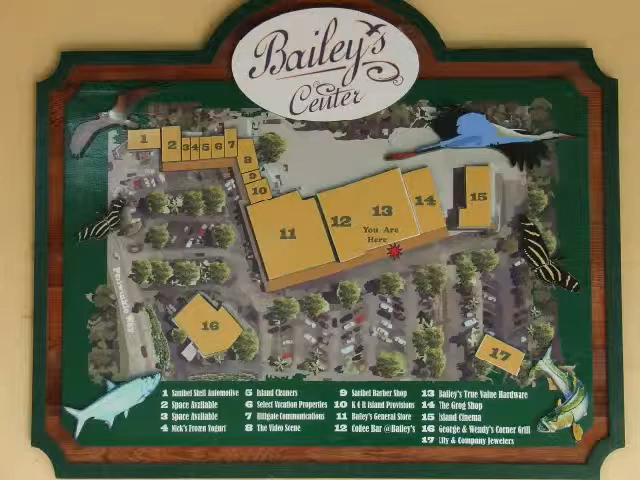 Bailey's
Center
1
2
3
4
5
6
7
8
9
10
11
12
13
14
15
You Are
Here
Periwinkle Way
16
17
1 Sanibel Shell Automotive
2 Space Available
3 Space Available
4 Nick's Frozen Yogurt
5 Island Cleaners
6 Select Vacation Properties
7 Billgate Communications
8 The Video Scene
9 Sanibel Barber Shop
10 K & R Island Provisions
11 Bailey's General Store
12 Coffee Bar @Bailey's
13 Bailey's True Value Hardware
14 The Grog Shop
15 Island Cinema
16 George & Wendy's Corner Grill
17 Lily & Company Jewelers